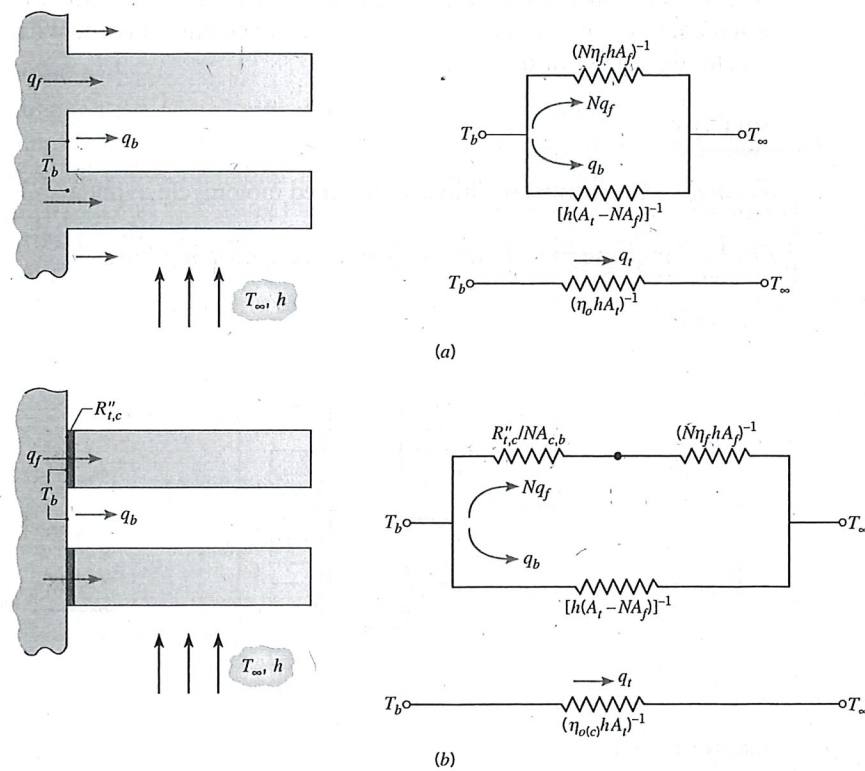 q_f
q_b
T_b
T_∞, h
(Nη_f hA_f)⁻¹
Nq_f
T_b
T_∞
q_b
[h(A_t – NA_f)]⁻¹
q_t
T_b
T_∞
(η_o hA_t)⁻¹
(a)
R″_t,c
q_f
T_b
q_b
T_∞, h
R″_t,c/NA_c,b
(Nη_f hA_f)⁻¹
Nq_f
T_b
T_∞
q_b
[h(A_t – NA_f)]⁻¹
q_t
T_b
T_∞
(η_o(c) hA_t)⁻¹
(b)